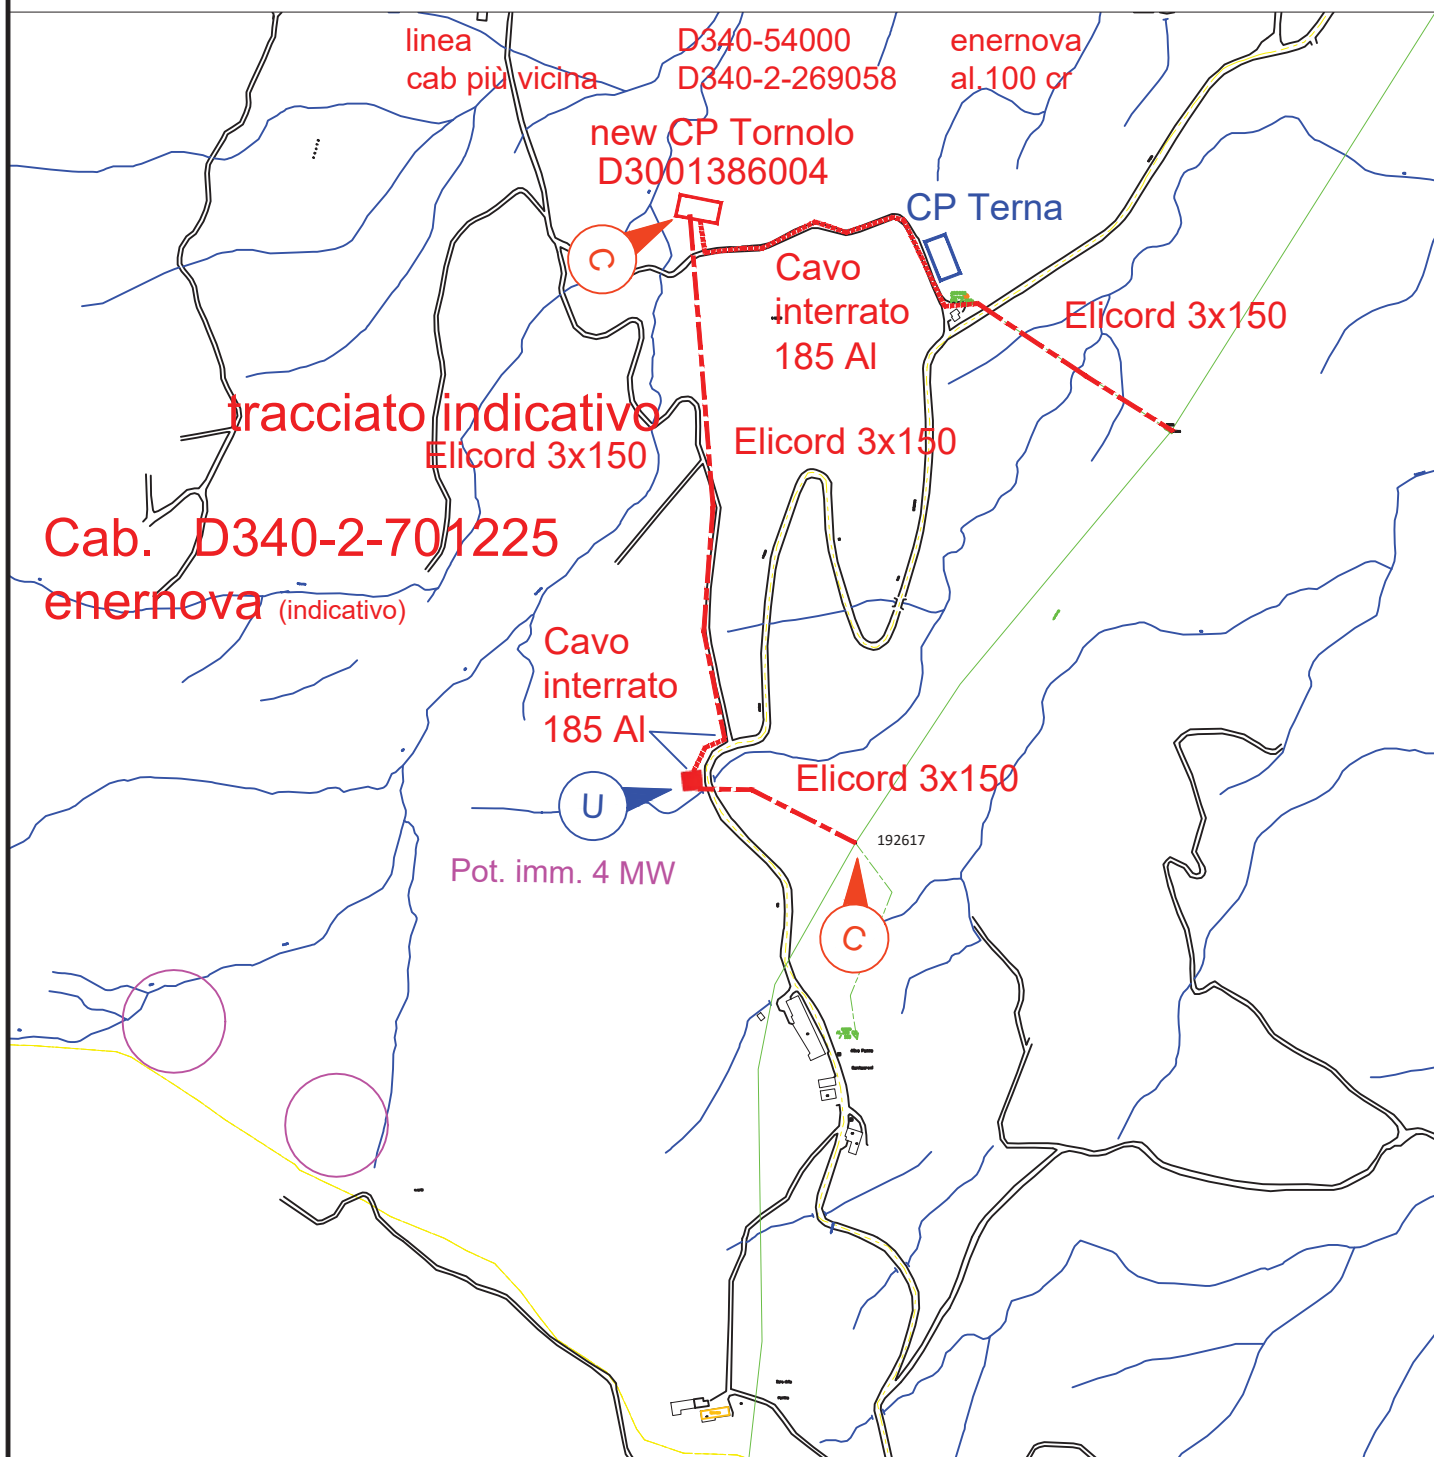 linea D340-54000 enernova
cab più vicina D340-2-269058 al.100 cr
new CP Tornolo
D3001386004
CP Terna
C
Cavo
interrato
185 Al
Elicord 3x150
tracciato indicativo
Elicord 3x150
Elicord 3x150
Cab. D340-2-701225
enernova (indicativo)
Cavo
interrato
185 Al
Elicord 3x150
U
192617
Pot. imm. 4 MW
C